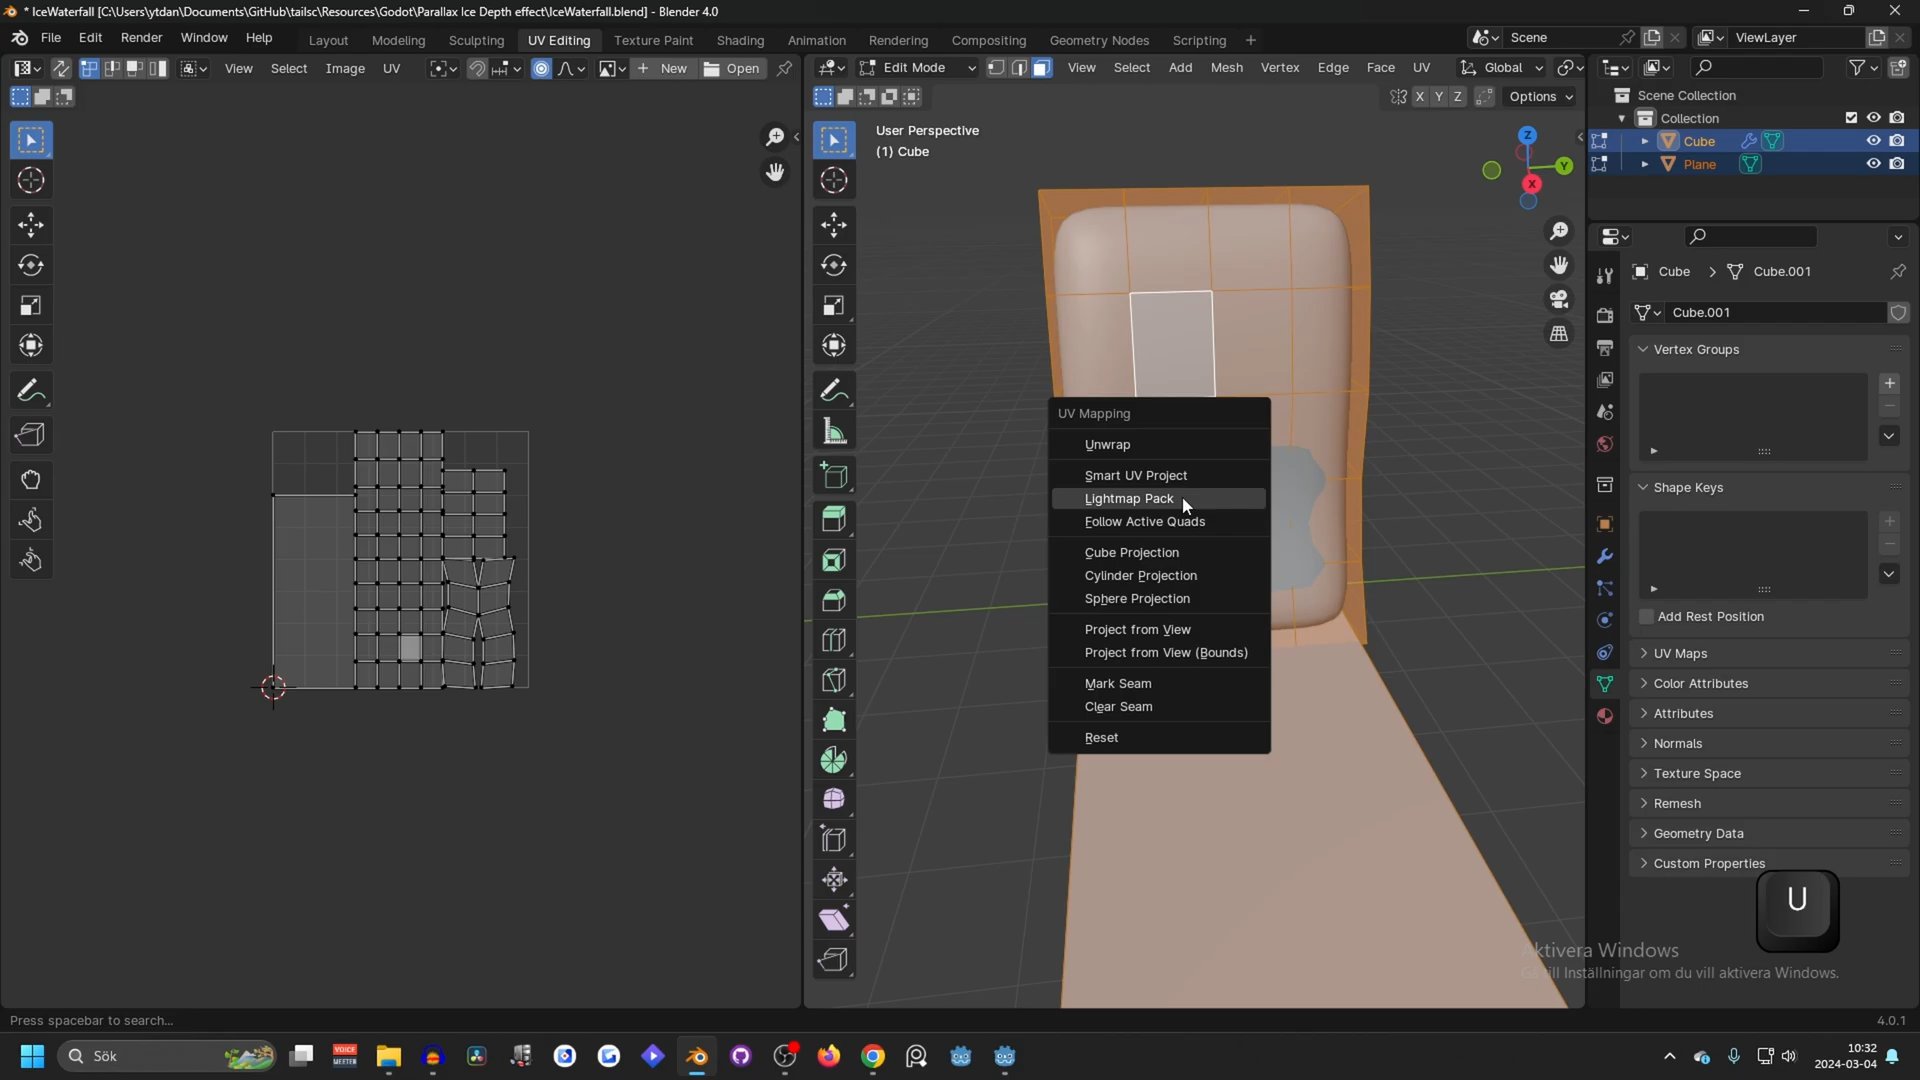 * IceWaterfall [C:\Users\ytdan\Documents\GitHub\tailsc\Resources\Godot\Parallax Ice Depth effect\IceWaterfall.blend] - Blender 4.0
File Edit Render Window Help Layout Modeling Sculpting UV Editing Texture Paint Shading Animation Rendering Compositing Geometry Nodes Scripting + Scene ViewLayer
View Select Image UV New Open Edit Mode View Select Add Mesh Vertex Edge Face UV Global
X Y Z Options
User Perspective
(1) Cube
Z
Y
X
Scene Collection
Collection
Cube
Plane
Cube Cube.001
Cube.001
Vertex Groups
Shape Keys
Add Rest Position
UV Maps
Color Attributes
Attributes
Normals
Texture Space
Remesh
Geometry Data
Custom Properties
UV Mapping
Unwrap
Smart UV Project
Lightmap Pack
Follow Active Quads
Cube Projection
Cylinder Projection
Sphere Projection
Project from View
Project from View (Bounds)
Mark Seam
Clear Seam
Reset
U
Aktivera Windows
Gå till Inställningar om du vill aktivera Windows.
Press spacebar to search...
4.0.1
Sök
VOICE
MEETER
10:32
2024-03-04